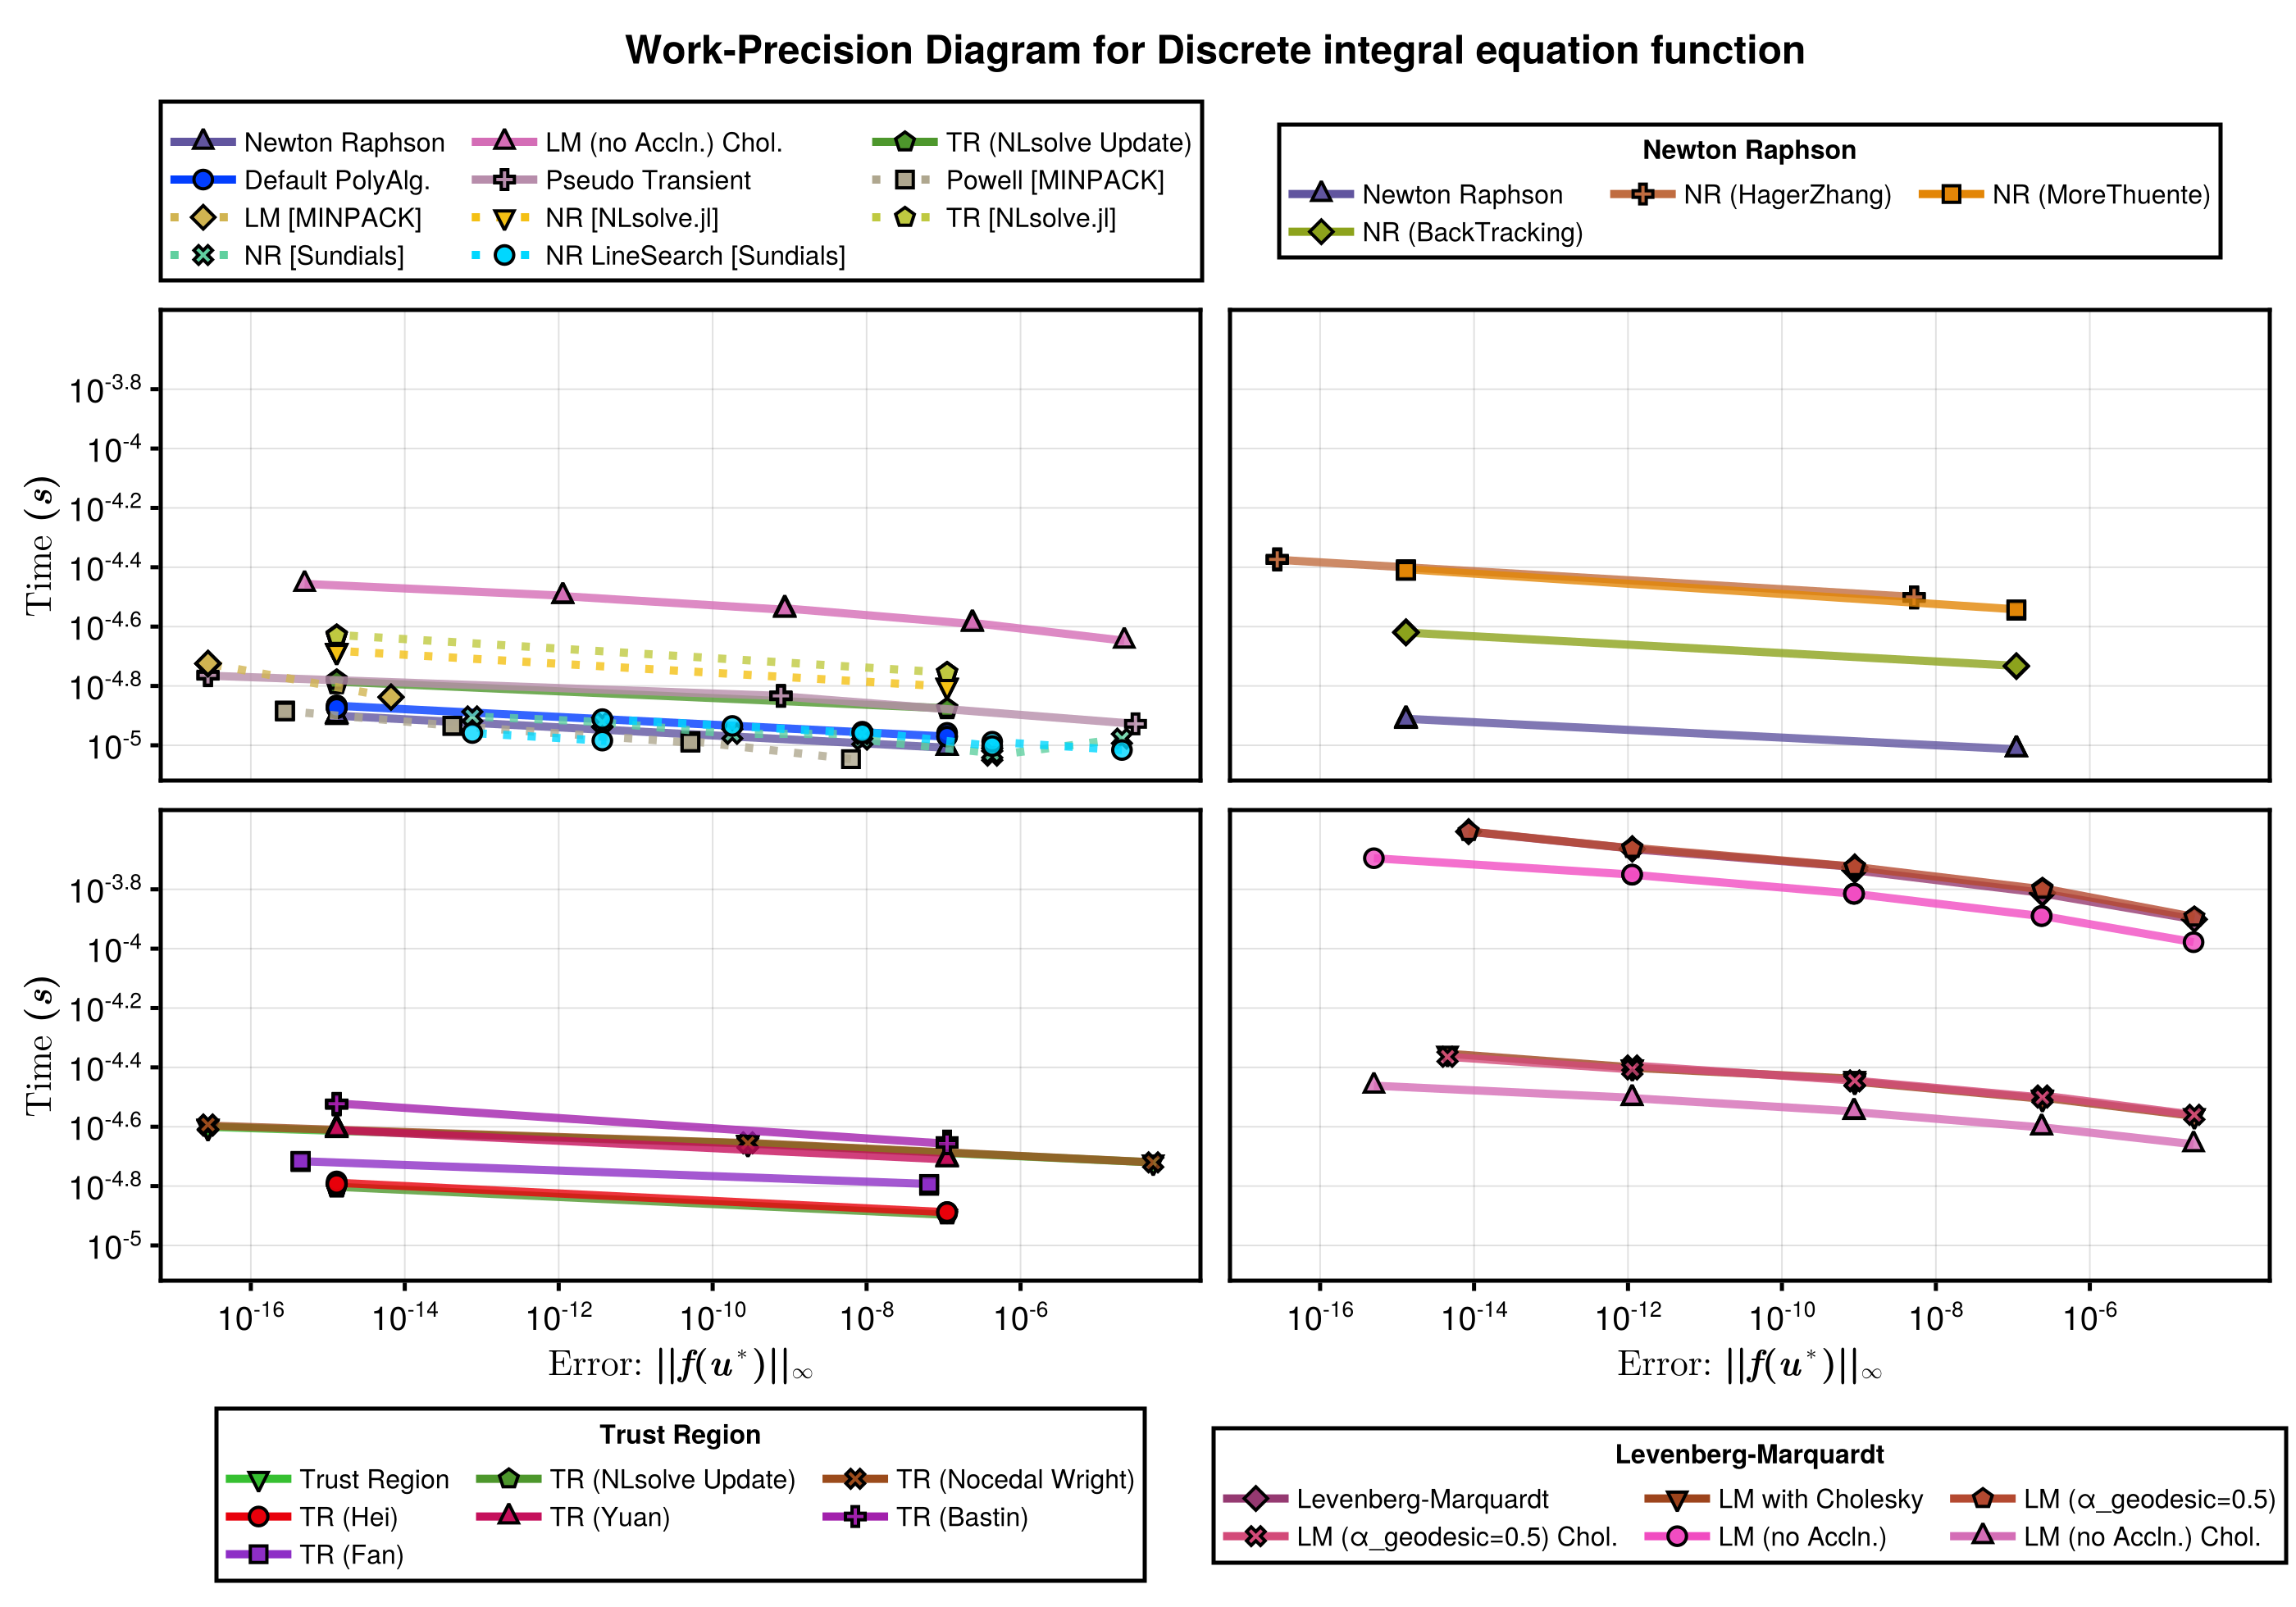 Work-Precision Diagram for Discrete integral equation function
Newton Raphson LM (no Accln.) Chol. TR (NLsolve Update)
Default PolyAlg. Pseudo Transient Powell [MINPACK]
LM [MINPACK] NR [NLsolve.jl] TR [NLsolve.jl]
NR [Sundials] NR LineSearch [Sundials]
Newton Raphson
Newton Raphson NR (HagerZhang) NR (MoreThuente)
NR (BackTracking)
Time (s)
10^-3.8
10^-4
10^-4.2
10^-4.4
10^-4.6
10^-4.8
10^-5
Time (s)
10^-3.8
10^-4
10^-4.2
10^-4.4
10^-4.6
10^-4.8
10^-5
10^-16 10^-14 10^-12 10^-10 10^-8 10^-6
Error: ||f(u*)||∞
10^-16 10^-14 10^-12 10^-10 10^-8 10^-6
Error: ||f(u*)||∞
Trust Region
Trust Region TR (NLsolve Update) TR (Nocedal Wright)
TR (Hei) TR (Yuan) TR (Bastin)
TR (Fan)
Levenberg-Marquardt
Levenberg-Marquardt LM with Cholesky LM (α_geodesic=0.5)
LM (α_geodesic=0.5) Chol. LM (no Accln.) LM (no Accln.) Chol.